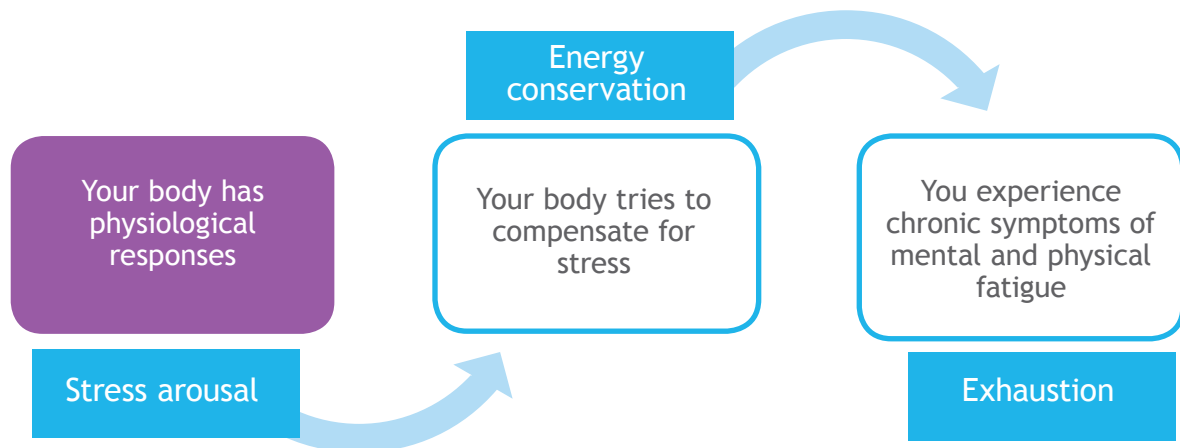 Your body has
physiological
responses
Stress arousal
Energy
conservation
Your body tries to
compensate for
stress
You experience
chronic symptoms of
mental and physical
fatigue
Exhaustion